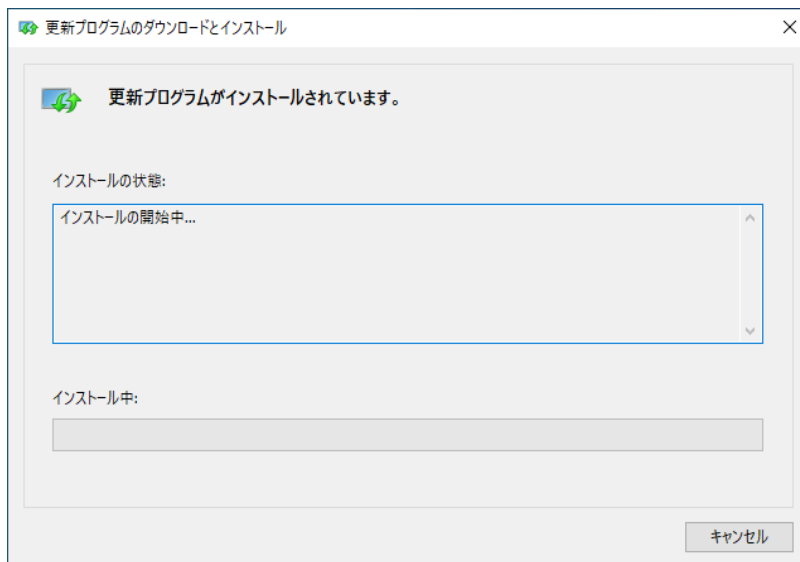 更新プログラムのダウンロードとインストール
更新プログラムがインストールされています。
インストールの状態:
インストールの開始中...
インストール中:
キャンセル